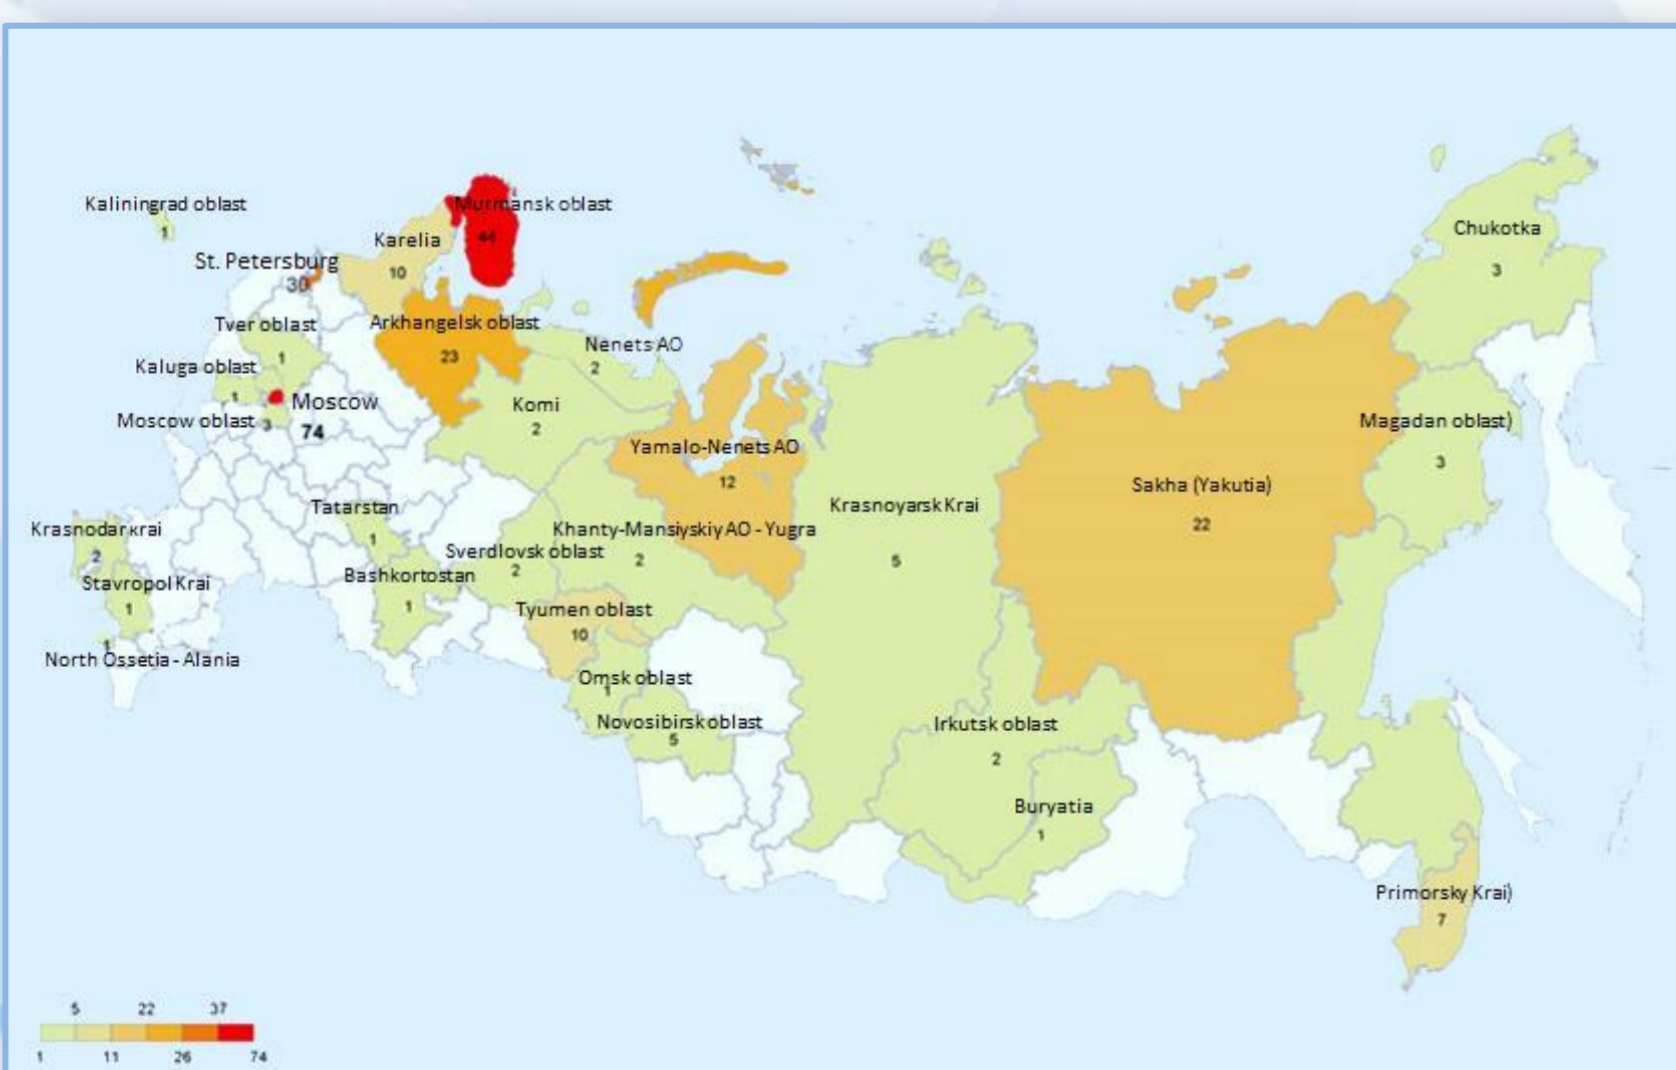 Kaliningrad oblast
1
Murmansk oblast
44
Karelia
10
St. Petersburg
30
Chukotka
3
Tver oblast
1
Arkhangelsk oblast
23
Nenets AO
2
Kaluga oblast
1
Moscow
74
Moscow oblast
3
Komi
2
Yamalo-Nenets AO
12
Magadan oblast)
3
Sakha (Yakutia)
22
Krasnoyarsk Krai
5
Tatarstan
1
Krasnodar krai
2
Khanty-Mansiyskiy AO - Yugra
2
Sverdlovsk oblast
2
Stavropol Krai
1
Bashkortostan
1
Tyumen oblast
10
North Ossetia - Alania
1
Omsk oblast
1
Novosibirsk oblast
5
Irkutsk oblast
2
Buryatia
1
Primorsky Krai)
7
5 22 37
1 11 26 74